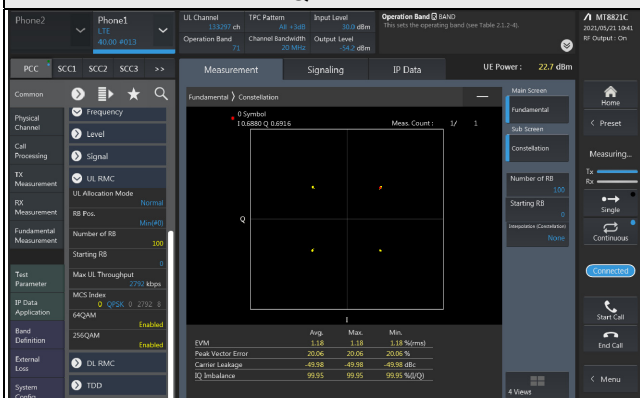 Phone2
Phone1
LTE
40.00 #013
UL Channel
133297 ch
TPC Pattern
All +3dB
Input Level
30.0 dBm
Operation Band
71
Channel Bandwidth
20 MHz
Output Level
-54.2 dBm
Operation Band BAND
This sets the operating band (see Table 2.1.2-4).
MT8821C
2021/05/21 10:41
RF Output : On
PCC SCC1 SCC2 SCC3 >>
Measurement
Signaling
IP Data
UE Power : 22.7 dBm
Common
Physical
Channel
Call
Processing
TX
Measurement
RX
Measurement
Fundamental
Measurement
Test
Parameter
IP Data
Application
Band
Definition
External
Loss
System
Config
Frequency
Level
Signal
UL RMC
UL Allocation Mode
Normal
RB Pos.
Min(#0)
Number of RB
100
Starting RB
0
Max UL Throughput
2792 kbps
MCS Index
0 QPSK 0 2792 8
64QAM
Enabled
256QAM
Enabled
DL RMC
TDD
Fundamental Constellation
0 Symbol
I 0.6880 Q 0.6916
Meas. Count : 1/ 1
Q
I
Avg. Max. Min.
EVM 1.18 1.18 1.18 %(rms)
Peak Vector Error 20.06 20.06 20.06 %
Carrier Leakage -49.98 -49.98 -49.98 dBc
IQ Imbalance 99.95 99.95 99.95 %(I/Q)
Main Screen
Fundamental
Sub Screen
Constellation
Number of RB
100
Starting RB
0
Interpolation (Constellation)
None
4 Views
Home
< Preset
Measuring...
Tx
Rx
Single
Continuous
Connected
Start Call
End Call
< Menu